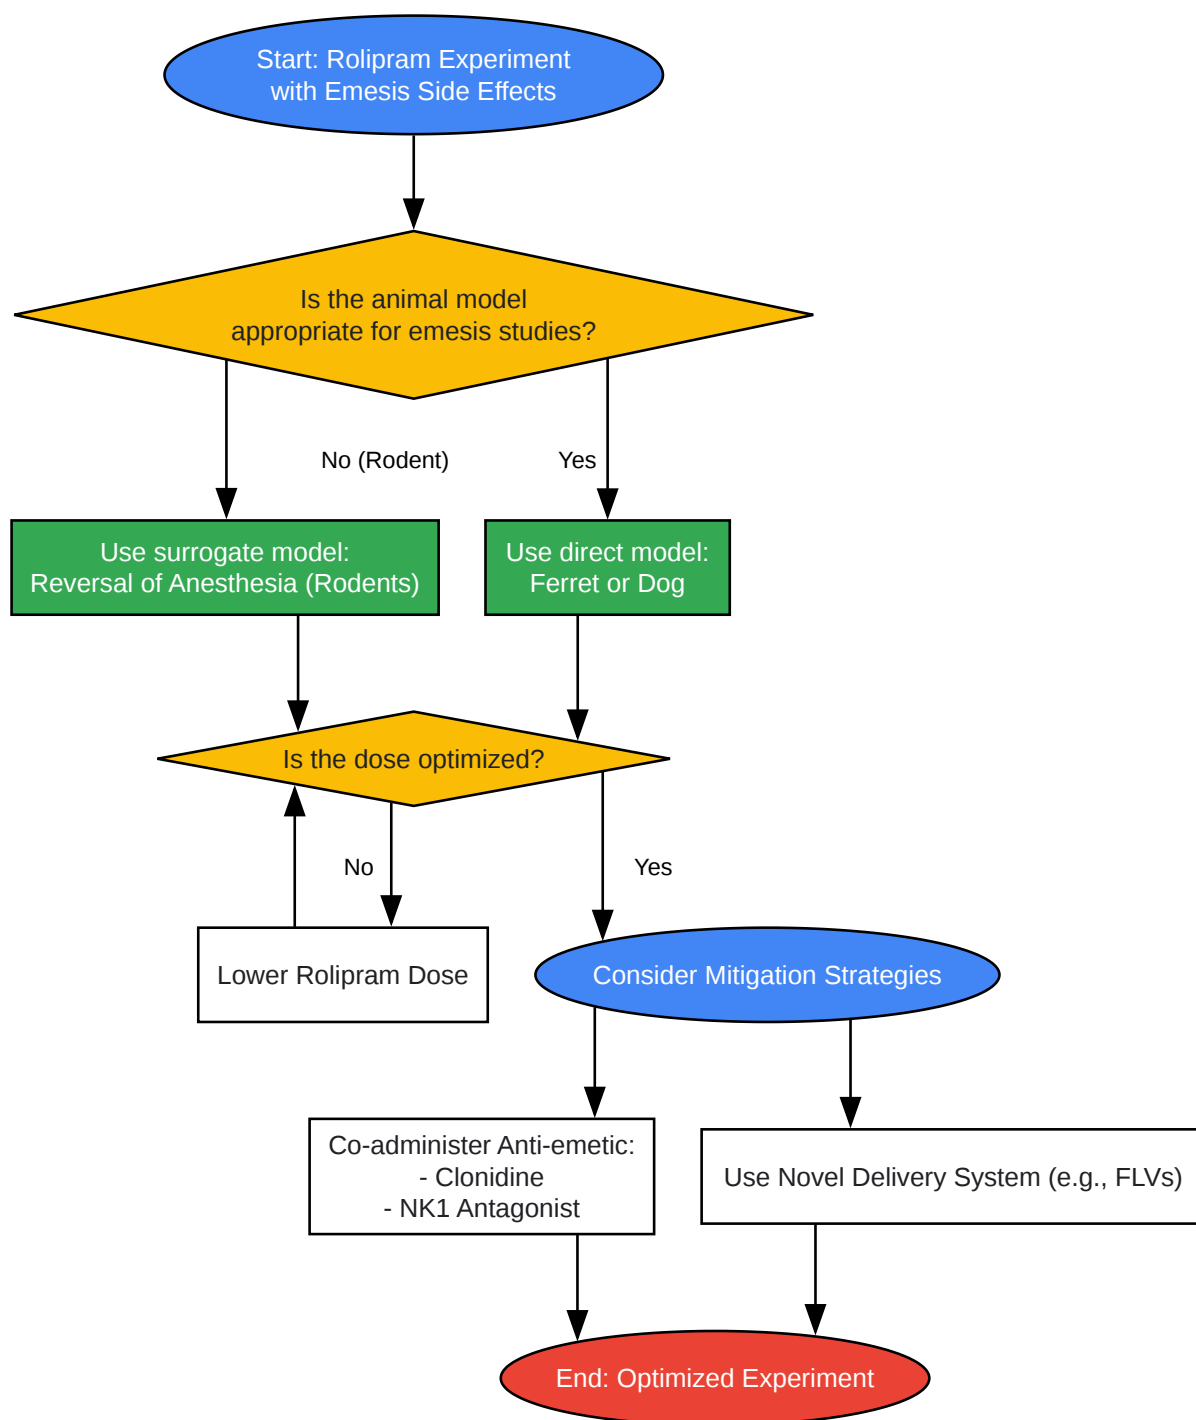 Start: Rolipram Experiment
with Emesis Side Effects
Is the animal model
appropriate for emesis studies?
No (Rodent)
Yes
Use surrogate model:
Reversal of Anesthesia (Rodents)
Use direct model:
Ferret or Dog
Is the dose optimized?
No
Yes
Lower Rolipram Dose
Consider Mitigation Strategies
Co-administer Anti-emetic:
- Clonidine
- NK1 Antagonist
Use Novel Delivery System (e.g., FLVs)
End: Optimized Experiment